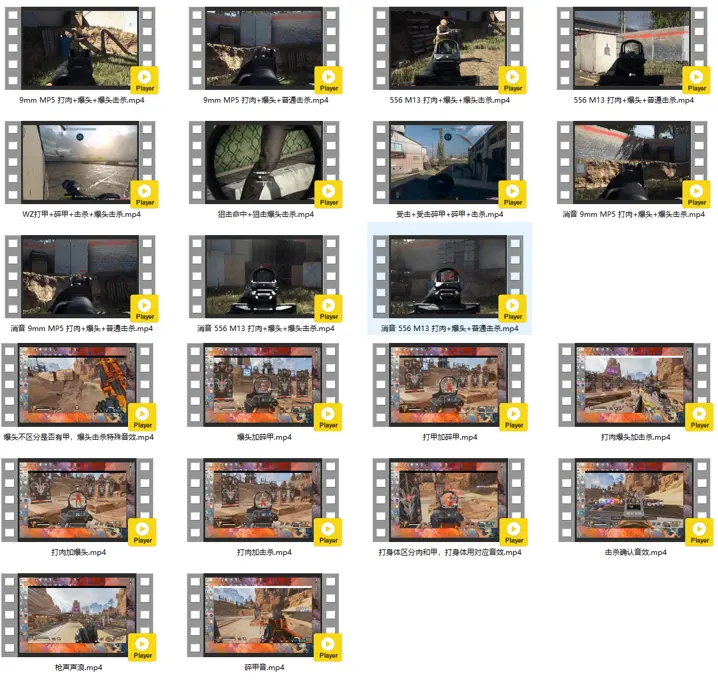 Player Player Player Player
9mm MP5 打肉+爆头+爆头击杀.mp4 9mm MP5 打肉+爆头+普通击杀.mp4 556 M13 打肉+爆头+爆头击杀.mp4 556 M13 打肉+爆头+普通击杀.mp4
Player Player Player Player
WZ打甲+碎甲+击杀+爆头击杀.mp4 狙击命中+狙击爆头击杀.mp4 受击+受击碎甲+碎甲+击杀.mp4 消音 9mm MP5 打肉+爆头+爆头击杀.mp4
Player Player Player
消音 9mm MP5 打肉+爆头+普通击杀.mp4 消音 556 M13 打肉+爆头+爆头击杀.mp4 消音 556 M13 打肉+爆头+普通击杀.mp4
Player Player Player Player
爆头不区分是否有甲，爆头击杀特殊音效.mp4 爆头加碎甲.mp4 打甲加碎甲.mp4 打肉爆头加击杀.mp4
Player Player Player Player
打肉加爆头.mp4 打肉加击杀.mp4 打身体区分肉和甲，打身体用对应音效.mp4 击杀确认音效.mp4
Player Player
枪声声浪.mp4 碎甲音.mp4